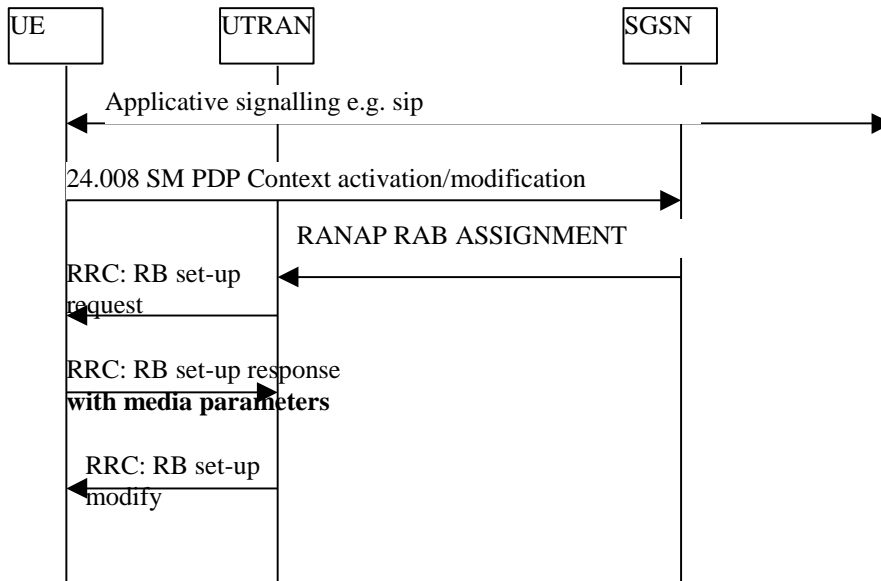 UE
UTRAN
SGSN
Applicative signalling e.g. sip
24.008 SM PDP Context activation/modification
RANAP RAB ASSIGNMENT
RRC: RB set-up
request
RRC: RB set-up response
with media parameters
RRC: RB set-up
modify